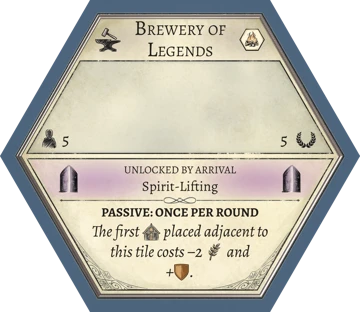 BREWERY OF
LEGENDS
5 5
UNLOCKED BY ARRIVAL
Spirit-Lifting
PASSIVE: ONCE PER ROUND
The first placed adjacent to
this tile costs –2 and
+.